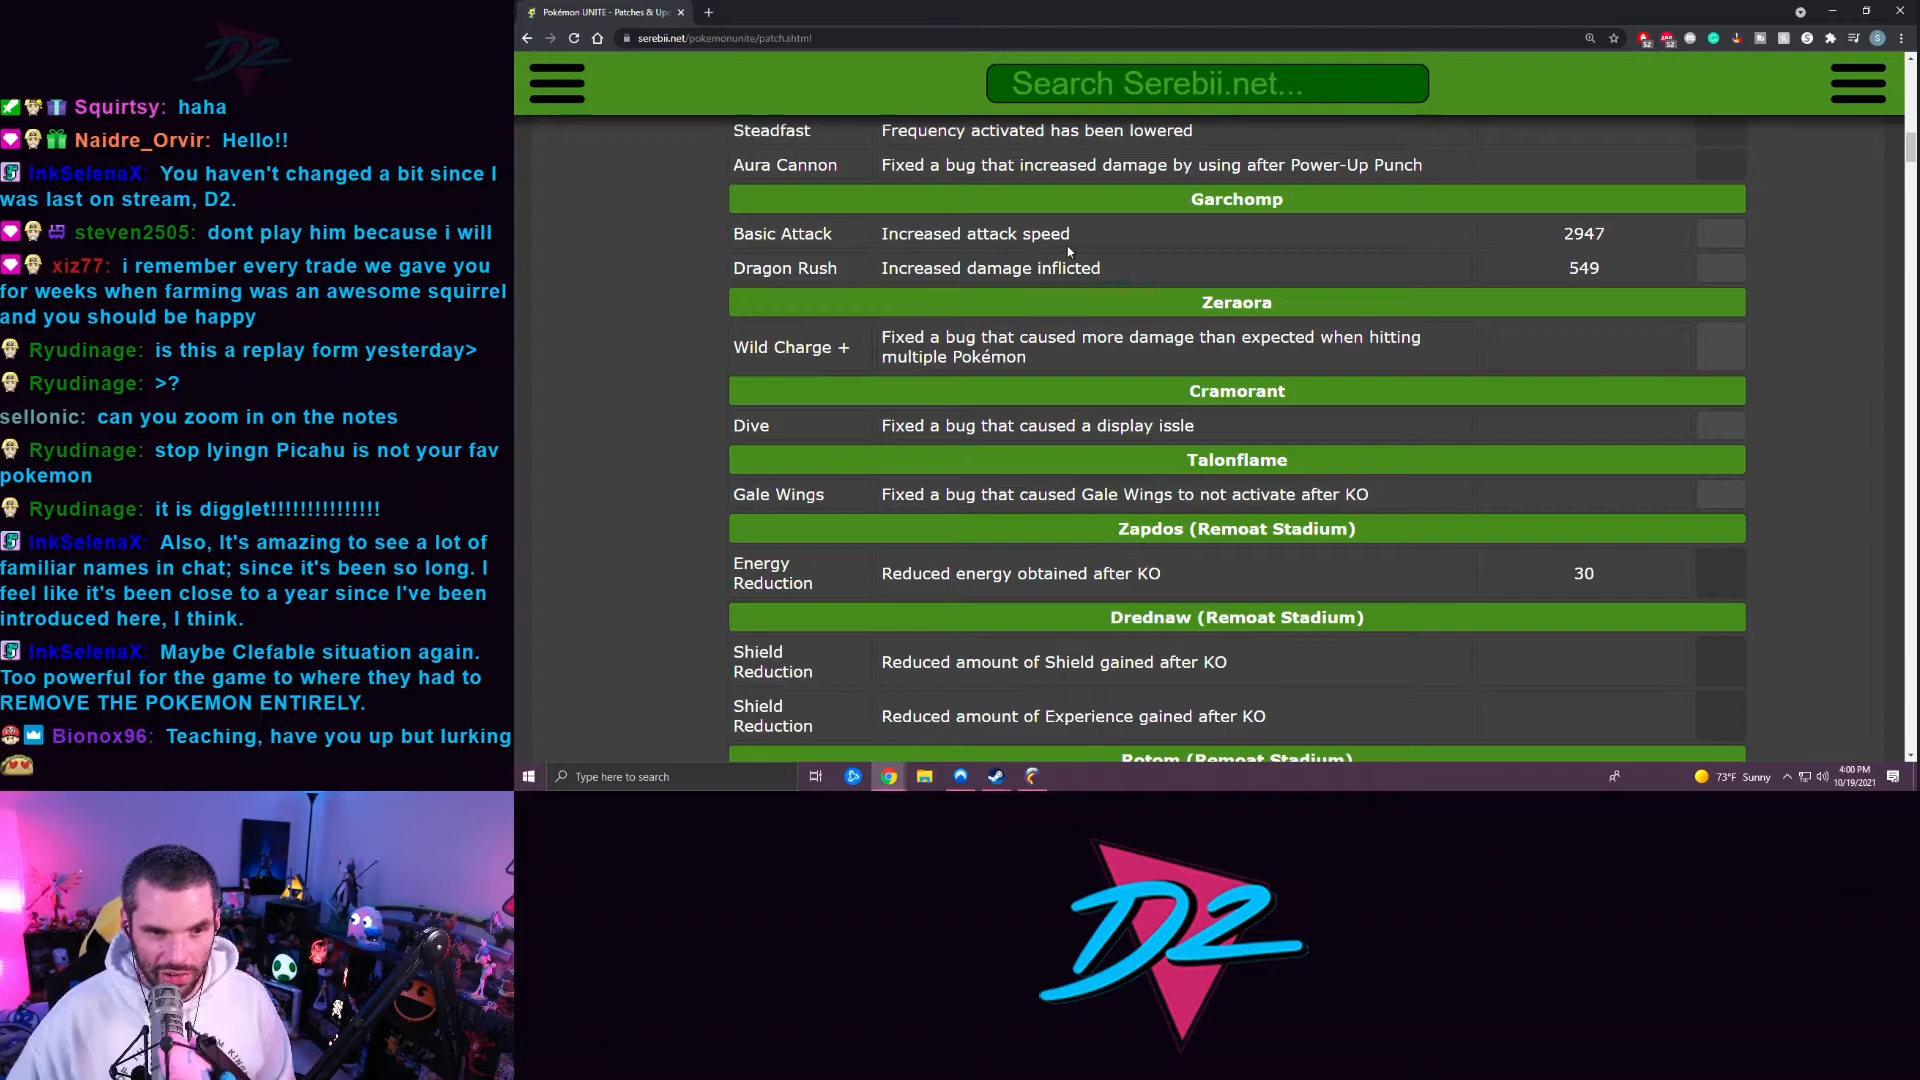 D2
Squirtsy: haha
Naidre_Orvir: Hello!!
InkSelenaX: You haven't changed a bit since I
was last on stream, D2.
steven2505: dont play him because i will
xiz77: i remember every trade we gave you
for weeks when farming was an awesome squirrel
and you should be happy
Ryudinage: is this a replay form yesterday>
Ryudinage: >?
sellonic: can you zoom in on the notes
Ryudinage: stop lyingn Picahu is not your fav
pokemon
Ryudinage: it is digglet!!!!!!!!!!!!!!!
InkSelenaX: Also, It's amazing to see a lot of
familiar names in chat; since it's been so long. I
feel like it's been close to a year since I've been
introduced here, I think.
InkSelenaX: Maybe Clefable situation again.
Too powerful for the game to where they had to
REMOVE THE POKEMON ENTIRELY.
Bionox96: Teaching, have you up but lurking
Pokémon UNITE - Patches & Up
serebii.net/pokemonunite/patch.shtml
52
52
S
Search Serebii.net...
Steadfast Frequency activated has been lowered
Aura Cannon Fixed a bug that increased damage by using after Power-Up Punch
Garchomp
Basic Attack Increased attack speed 2947
Dragon Rush Increased damage inflicted 549
Zeraora
Wild Charge + Fixed a bug that caused more damage than expected when hitting
multiple Pokémon
Cramorant
Dive Fixed a bug that caused a display issle
Talonflame
Gale Wings Fixed a bug that caused Gale Wings to not activate after KO
Zapdos (Remoat Stadium)
Energy
Reduction Reduced energy obtained after KO 30
Drednaw (Remoat Stadium)
Shield
Reduction Reduced amount of Shield gained after KO
Shield
Reduction Reduced amount of Experience gained after KO
Rotom (Remoat Stadium)
Type here to search
73°F Sunny
4:00 PM
10/19/2021
D2